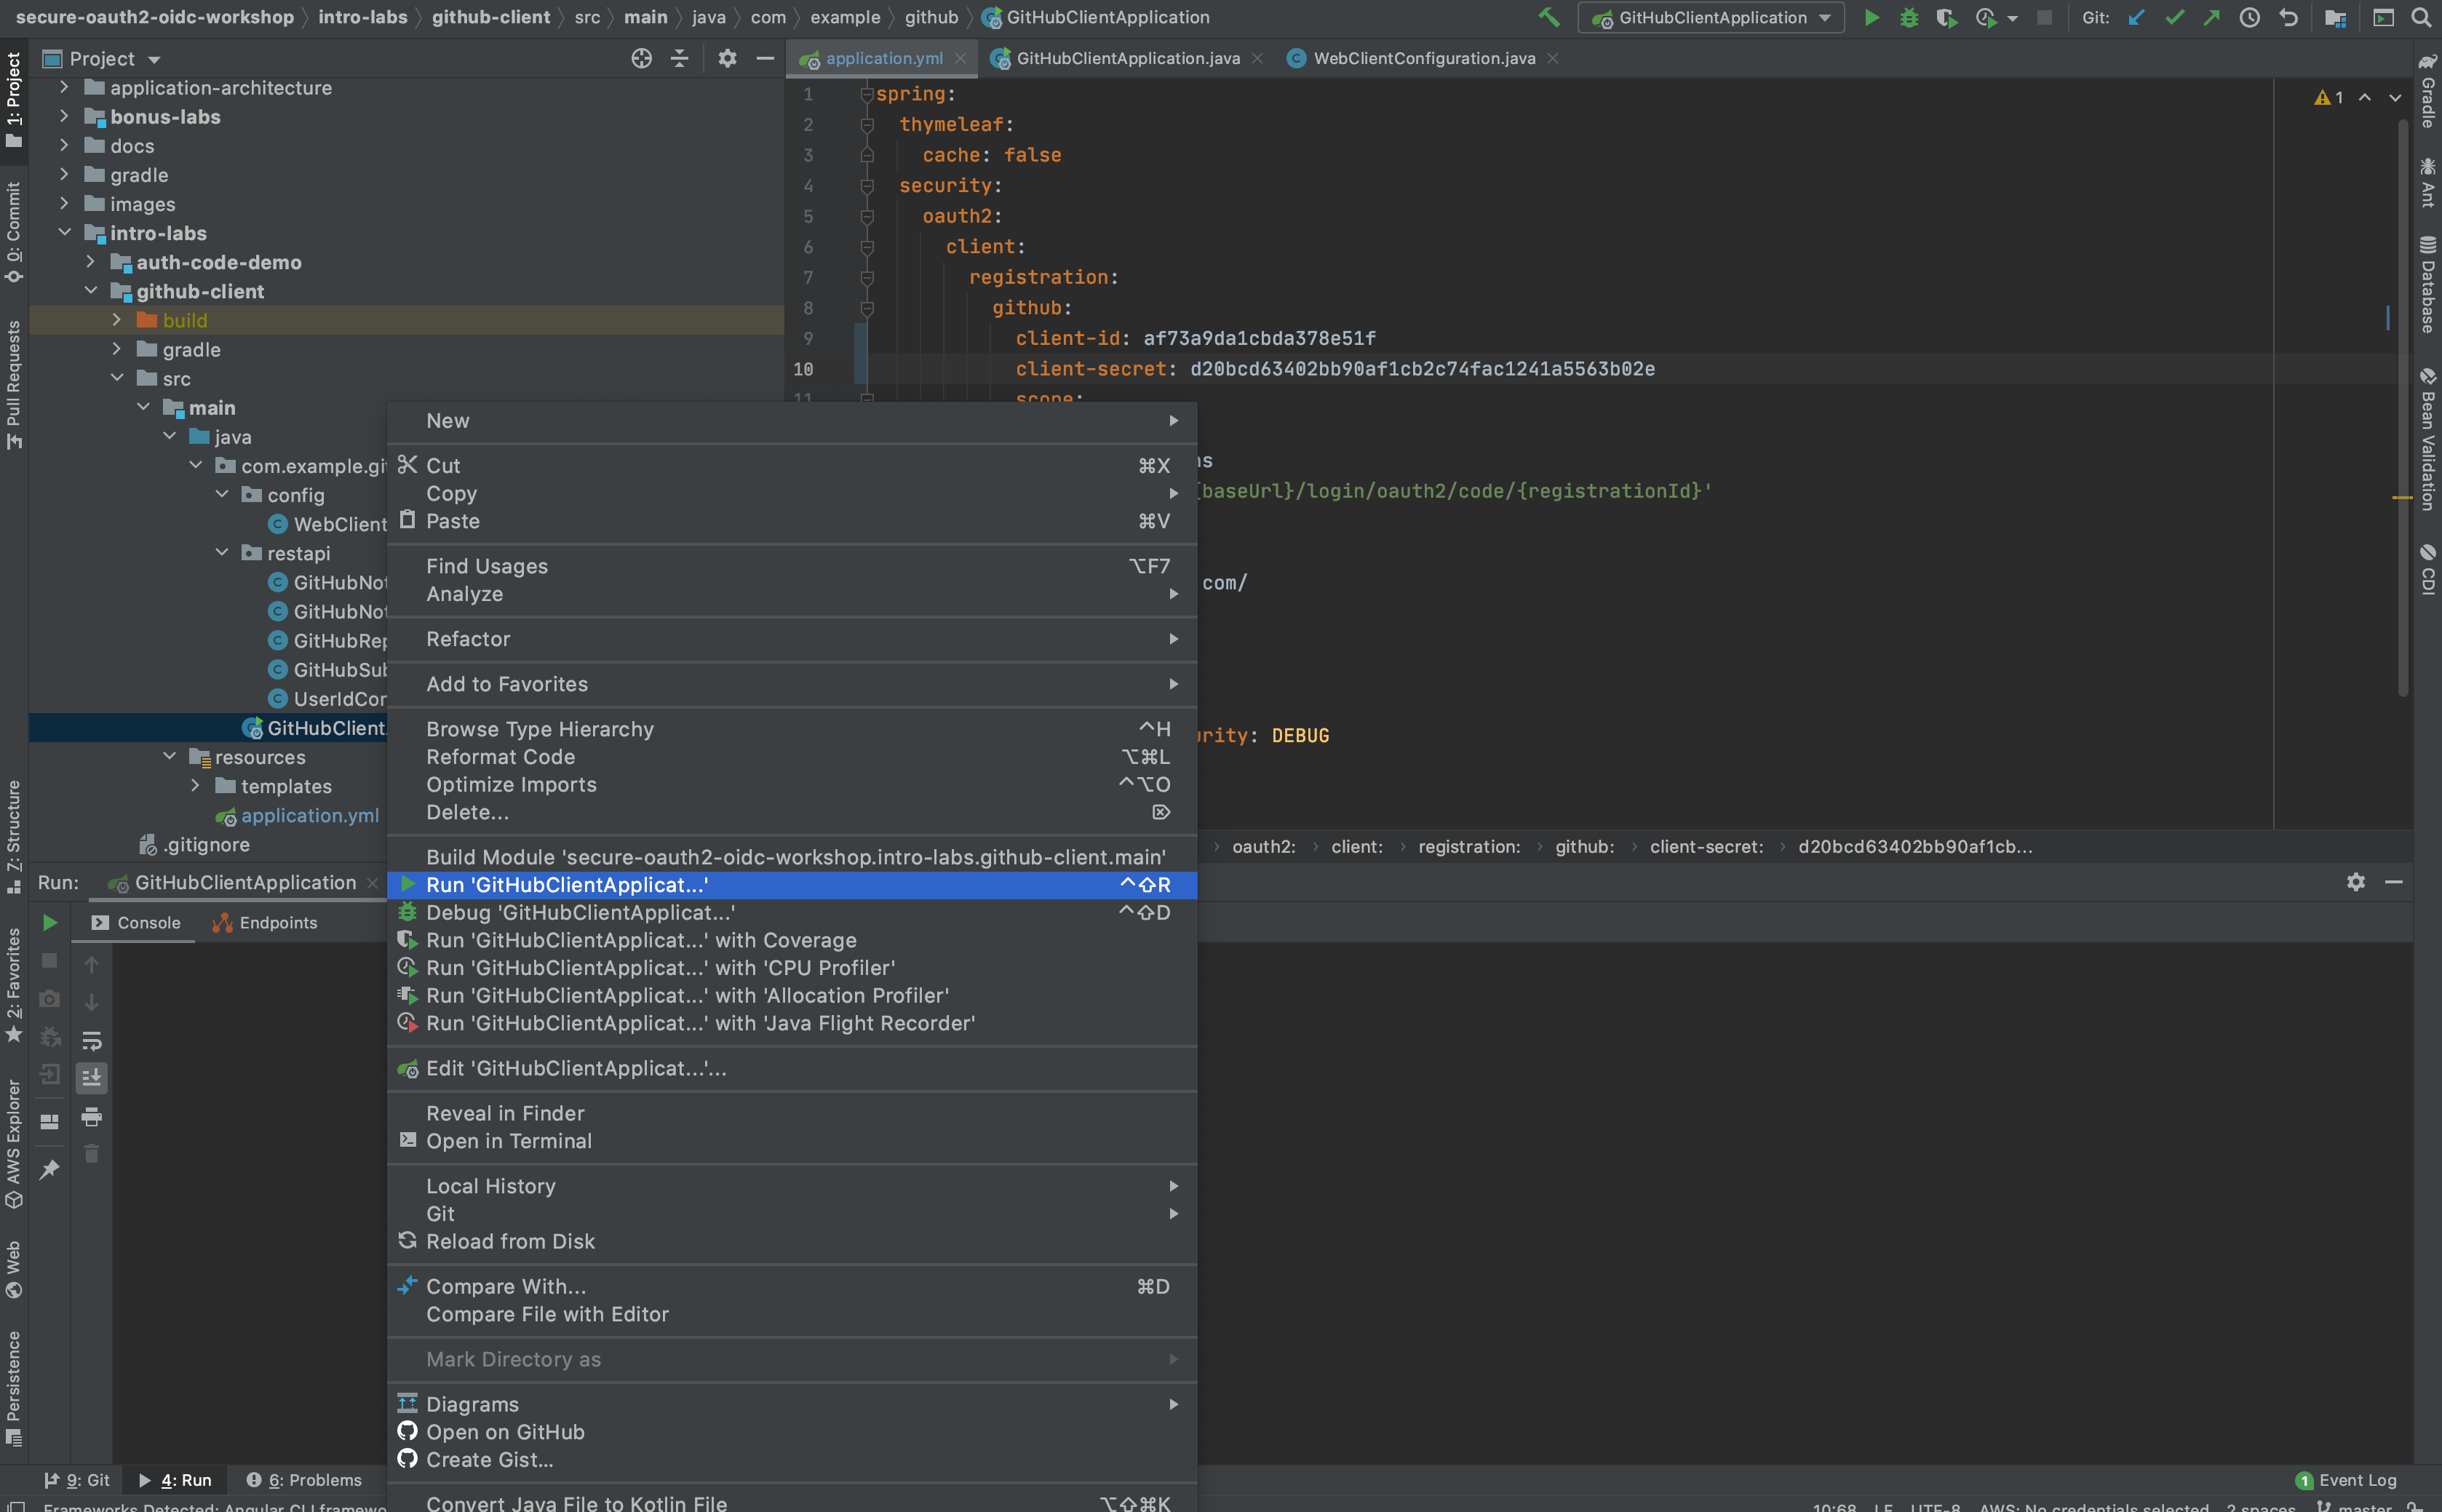 secure-oauth2-oidc-workshop intro-labs github-client src main java com example github GitHubClientApplication
GitHubClientApplication Git:
Project
application.yml GitHubClientApplication.java WebClientConfiguration.java
application-architecture
bonus-labs
docs
gradle
images
intro-labs
auth-code-demo
github-client
build
gradle
src
main
java
com.example.git
config
WebClient
restapi
GitHubNot
GitHubNot
GitHubRep
GitHubSub
UserIdCon
GitHubClient
resources
templates
application.yml
.gitignore
1 spring:
2 thymeleaf:
3 cache: false
4 security:
5 oauth2:
6 client:
7 registration:
8 github:
9 client-id: af73a9da1cbda378e51f
10 client-secret: d20bcd63402bb90af1cb2c74fac1241a5563b02e
11 scope:
baseUrl}/login/oauth2/code/{registrationId}'
com/
rity: DEBUG
1
oauth2: client: registration: github: client-secret: d20bcd63402bb90af1cb...
New
Cut ⌘X
Copy
Paste ⌘V
Find Usages ⌥F7
Analyze
Refactor
Add to Favorites
Browse Type Hierarchy ^H
Reformat Code ⌥⌘L
Optimize Imports ^⌥O
Delete... ⌦
Build Module 'secure-oauth2-oidc-workshop.intro-labs.github-client.main'
Run 'GitHubClientApplicat...' ^⇧R
Debug 'GitHubClientApplicat...' ^⇧D
Run 'GitHubClientApplicat...' with Coverage
Run 'GitHubClientApplicat...' with 'CPU Profiler'
Run 'GitHubClientApplicat...' with 'Allocation Profiler'
Run 'GitHubClientApplicat...' with 'Java Flight Recorder'
Edit 'GitHubClientApplicat...'...
Reveal in Finder
Open in Terminal
Local History
Git
Reload from Disk
Compare With... ⌘D
Compare File with Editor
Mark Directory as
Diagrams
Open on GitHub
Create Gist...
Convert Java File to Kotlin File ⌥⇧⌘K
Run: GitHubClientApplication
Console Endpoints
1: Project
0: Commit
Pull Requests
Z: Structure
2: Favorites
AWS Explorer
Web
Persistence
Gradle
Ant
Database
Bean Validation
CDI
9: Git 4: Run 6: Problems
1 Event Log
Frameworks Detected: Angular CLI framewo
10:68 LF UTF-8 AWS: No credentials selected 2 spaces master